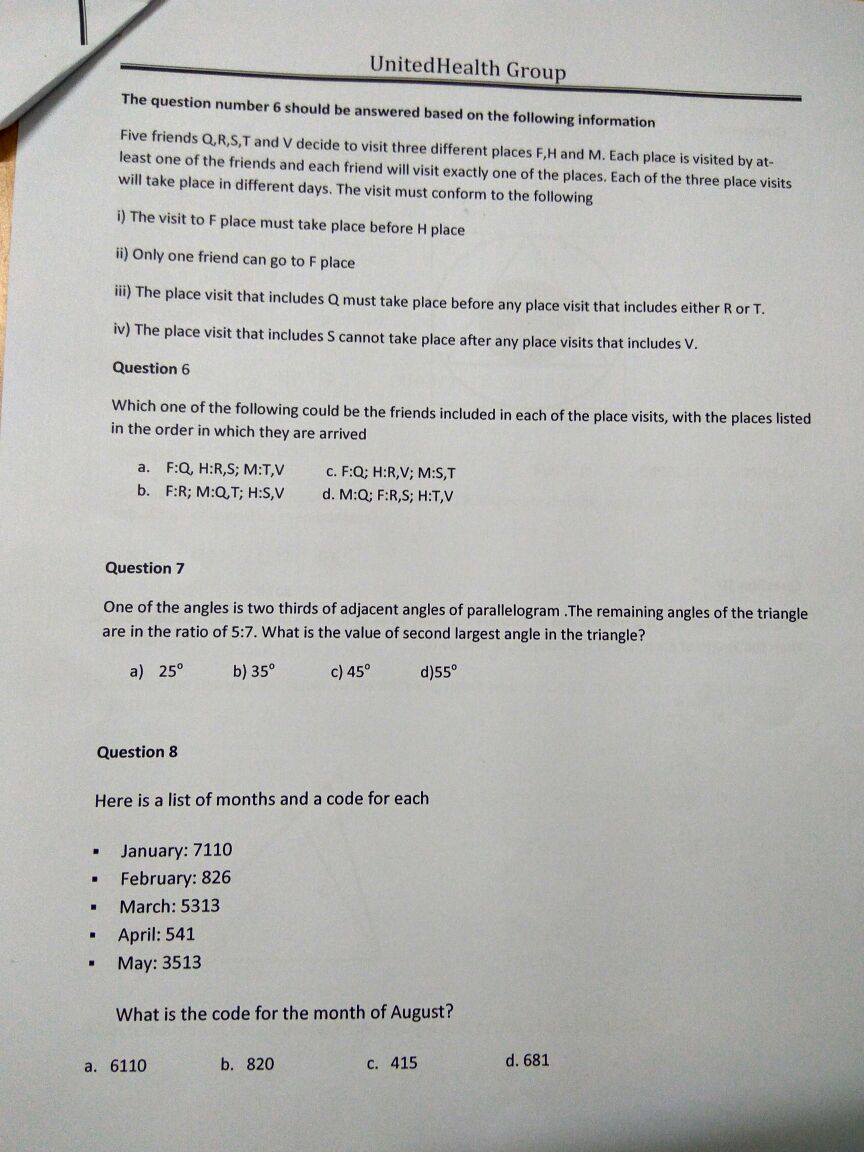 UnitedHealth Group
The question number 6 should be answered based on the following information
Five friends Q,R,S,T and V decide to visit three different places F,H and M. Each place is visited by at-
least one of the friends and each friend will visit exactly one of the places. Each of the three place visits
will take place in different days. The visit must conform to the following
i) The visit to F place must take place before H place
ii) Only one friend can go to F place
iii) The place visit that includes Q must take place before any place visit that includes either R or T.
iv) The place visit that includes S cannot take place after any place visits that includes V.
Question 6
Which one of the following could be the friends included in each of the place visits, with the places listed
in the order in which they are arrived
a. F:Q, H:R,S; M:T,V c. F:Q; H:R,V; M:S,T
b. F:R; M:Q,T; H:S,V d. M:Q; F:R,S; H:T,V
Question 7
One of the angles is two thirds of adjacent angles of parallelogram .The remaining angles of the triangle
are in the ratio of 5:7. What is the value of second largest angle in the triangle?
a) 25° b) 35° c) 45° d)55°
Question 8
Here is a list of months and a code for each
▪ January: 7110
▪ February: 826
▪ March: 5313
▪ April: 541
▪ May: 3513
What is the code for the month of August?
a. 6110 b. 820 c. 415 d. 681